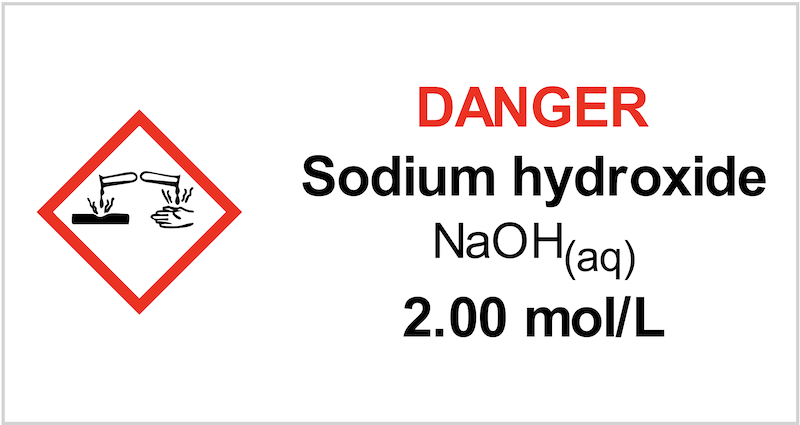 DANGER
Sodium hydroxide
NaOH(aq)
2.00 mol/L